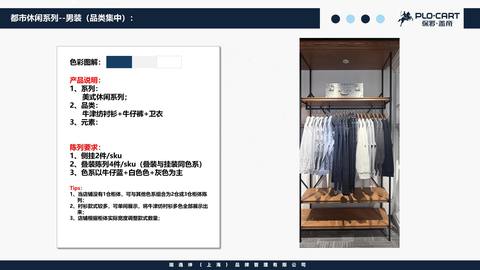 都市休闲系列--男装（品类集中）：
PLO-CART
保罗·盖帝
色彩图解：
产品说明：
1、系列：
美式休闲系列；
2、品类：
牛津纺衬衫+牛仔裤+卫衣
3、元素：
陈列要求：
1、侧挂2件/sku
2、叠装陈列4件/sku（叠装与挂装同色系）
3、色系以牛仔蓝+白色色+灰色为主
Tips：
1、当店铺没有1仓柜体，可与其他色系组合为2仓或3仓柜体陈
列；
2、衬衫款式较多，可单间展示，将牛津纺衬衫多色全部展示出
来；
3、店铺根据柜体实际宽度调整款式数量；
（上海）品牌管理有限公司